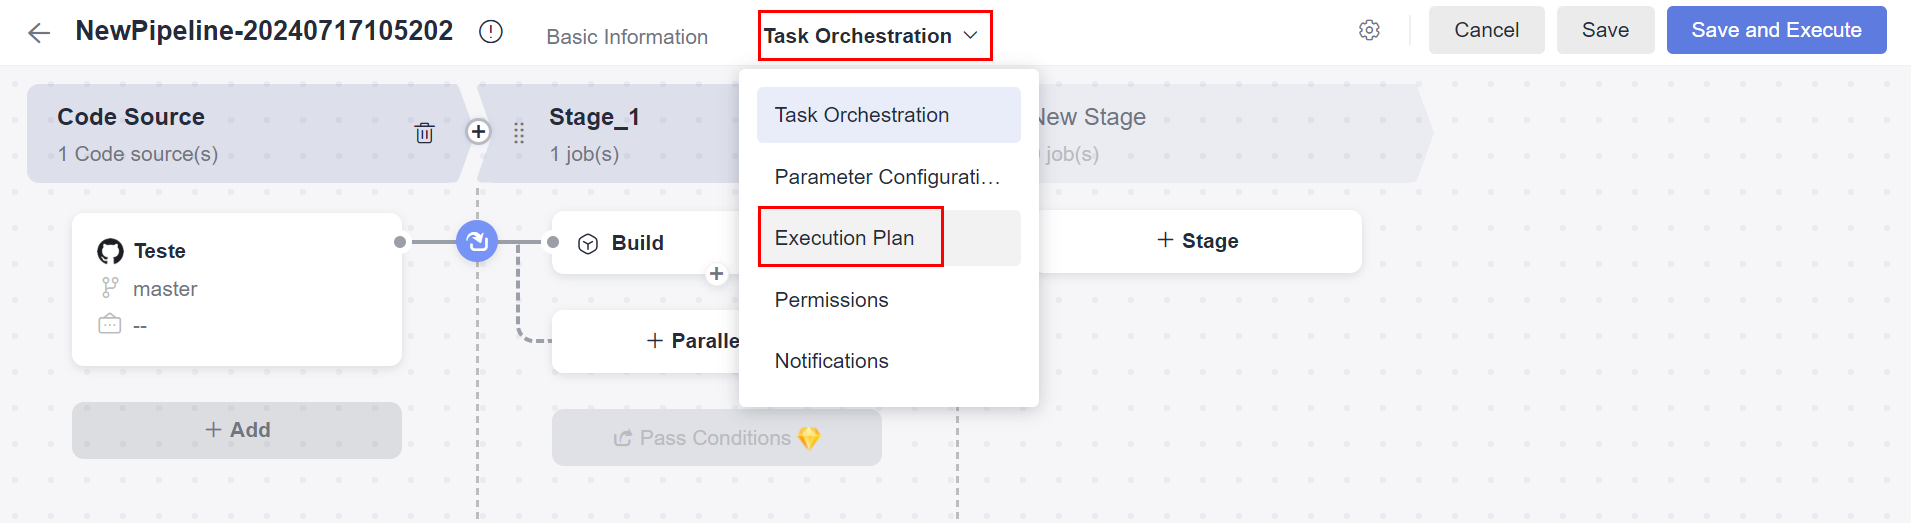 NewPipeline-20240717105202
Basic Information
Task Orchestration
Cancel
Save
Save and Execute
Code Source
1 Code source(s)
Stage_1
1 job(s)
New Stage
job(s)
Task Orchestration
Parameter Configurati...
Execution Plan
Permissions
Notifications
Teste
master
--
Build
+ Stage
+ Paralle
+ Add
Pass Conditions